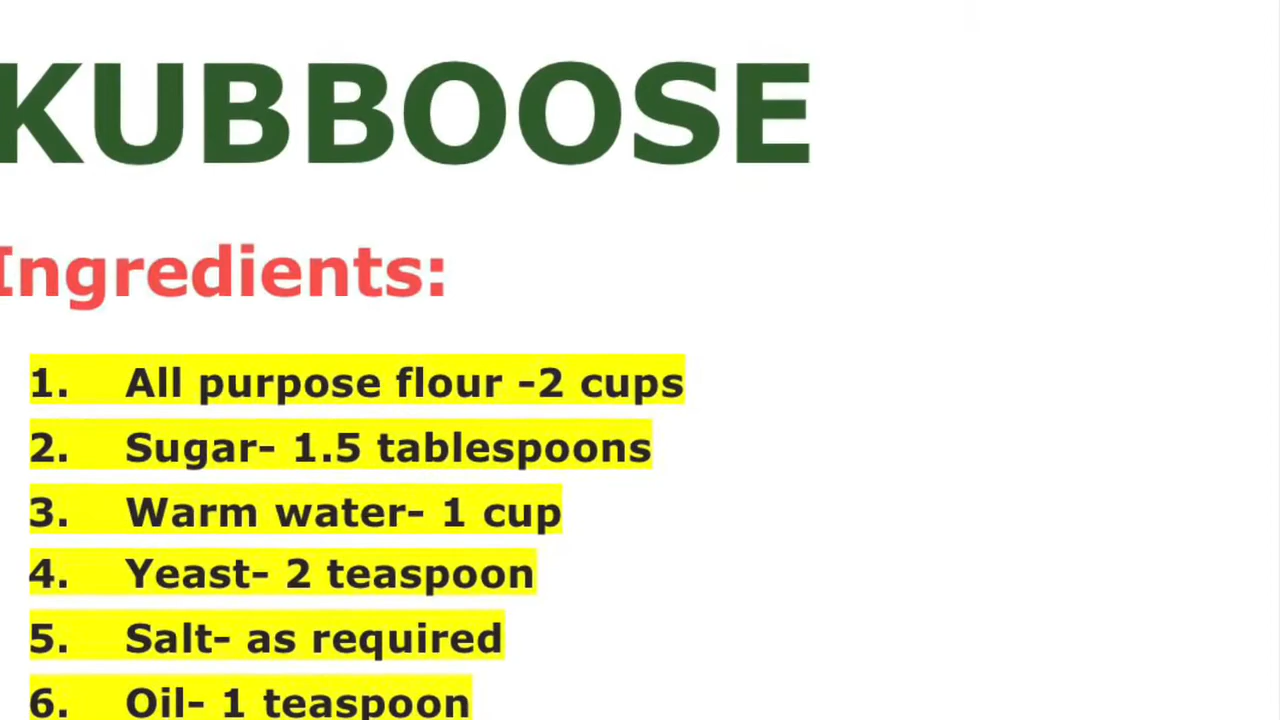 KUBBOOSE
Ingredients:
1. All purpose flour -2 cups
2. Sugar- 1.5 tablespoons
3. Warm water- 1 cup
4. Yeast- 2 teaspoon
5. Salt- as required
6. Oil- 1 teaspoon